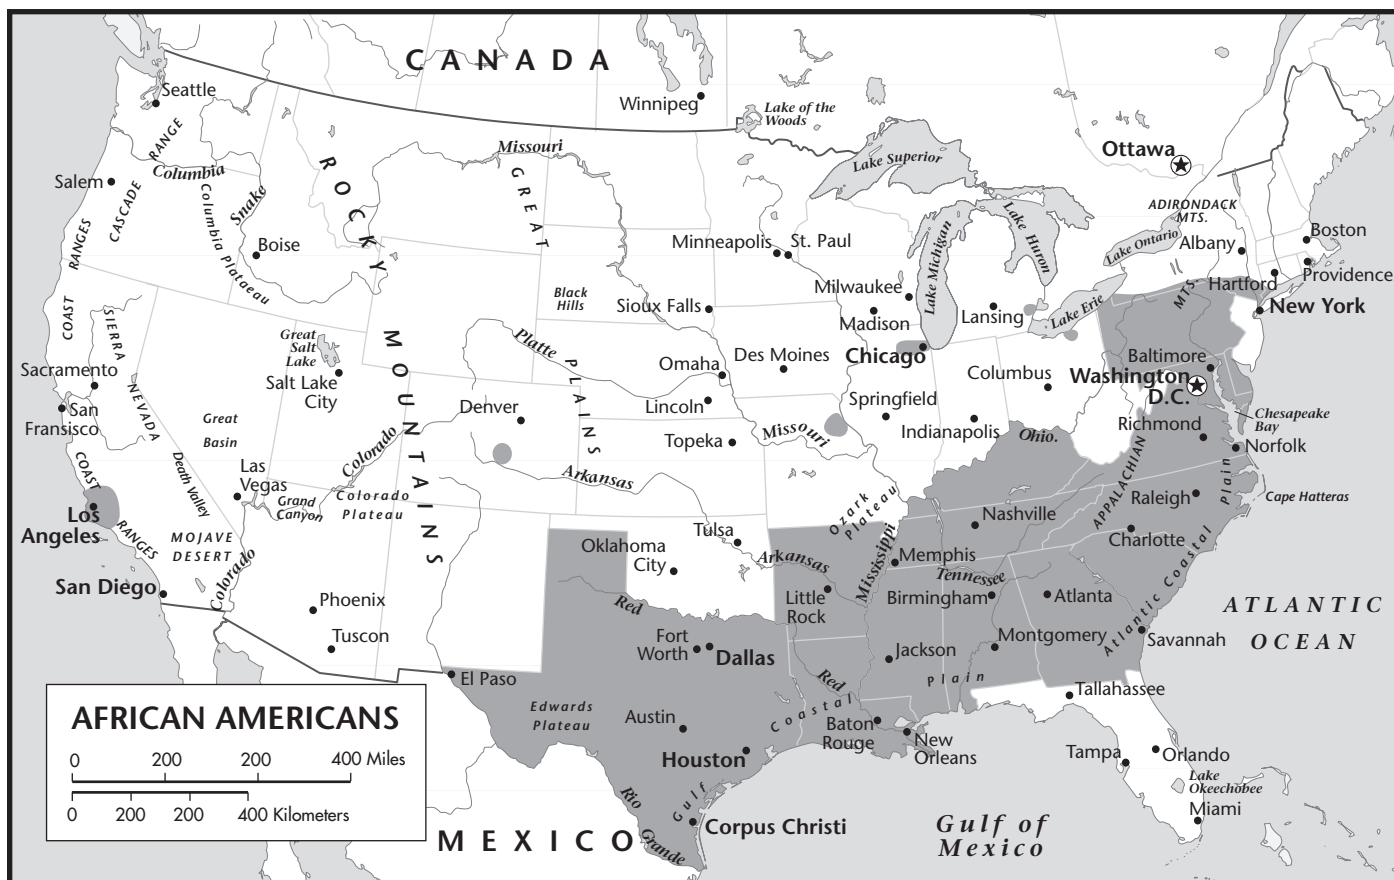 CANADA
Seattle
Winnipeg
Lake of the
Woods
Ottawa
Lake Superior
RANGE
ROCKY
Missouri
GREAT
Columbia
Salem
CASCADE
RANGES
Columbia Plataeau
Snake
Boise
ADIRONDACK
MTS.
Lake Huron
Lake Michigan
Lake Ontario
Albany
Boston
Minneapolis
St. Paul
Providence
Hartford
MTS.
New York
Milwaukee
Madison
Lansing
Lake Erie
Black
Hills
Sioux Falls
COAST
SIERRA
NEVADA
Great
Salt
Lake
Salt Lake
City
MOUNTAINS
Platte
PLAINS
Omaha
Des Moines
Chicago
Baltimore
Washington
D.C.
Columbus
Sacramento
San
Fransisco
Great
Basin
Denver
Lincoln
Springfield
Indianapolis
Ohio.
Richmond
Chesapeake
Bay
Norfolk
Topeka
Missouri
COAST
RANGES
Death Valley
Las
Vegas
Colorado
Grand
Canyon
Colorado
Plateau
Arkansas
Ozark
Plateau
APPALACHIAN
Plain
Cape Hatteras
Raleigh
Nashville
Charlotte
Los
Angeles
MOJAVE
DESERT
Colorado
Tulsa
Oklahoma
City
Arkansas
Mississippi
Memphis
Tennessee
Atlantic Coastal
San Diego
Phoenix
Tuscon
Red
Little
Rock
Birmingham
Atlanta
ATLANTIC
OCEAN
Fort
Worth
Dallas
Jackson
Montgomery
Savannah
El Paso
Red
Plain
Coastal
Gulf
Tallahassee
Edwards
Plateau
Austin
Houston
Baton
Rouge
New
Orleans
Tampa
Orlando
Lake
Okeechobee
Miami
Rio
Grande
Corpus Christi
Gulf of
Mexico
MEXICO
AFRICAN AMERICANS
0 200 200 400 Miles
0 200 200 400 Kilometers